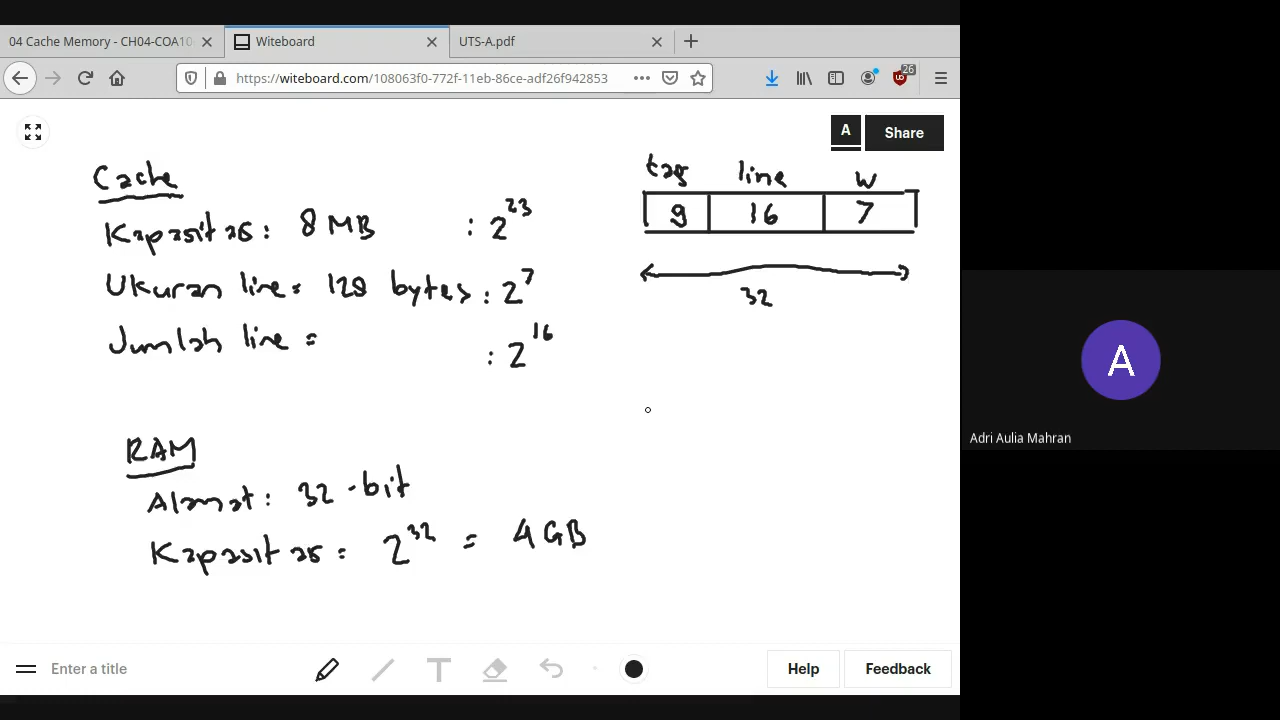 04 Cache Memory - CH04-COA10
Witeboard
UTS-A.pdf
https://witeboard.com/108063f0-772f-11eb-86ce-adf26f942853
26
A
Share
Cache
Kapasitas: 8 MB : 2^23
Ukuran line= 128 bytes : 2^7
Jumlah line = : 2^16
tag line w
9 16 7
32
RAM
Alamat: 32-bit
Kapasitas = 2^32 = 4 GB
A
Adri Aulia Mahran
Enter a title
T
Help
Feedback